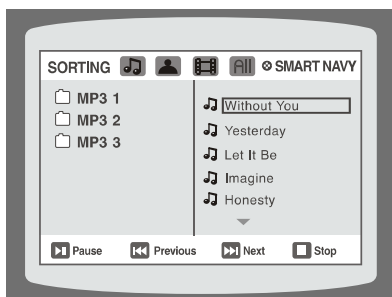 SORTING All SMART NAVY
MP3 1
MP3 2
MP3 3
Without You
Yesterday
Let It Be
Imagine
Honesty
Pause Previous Next Stop